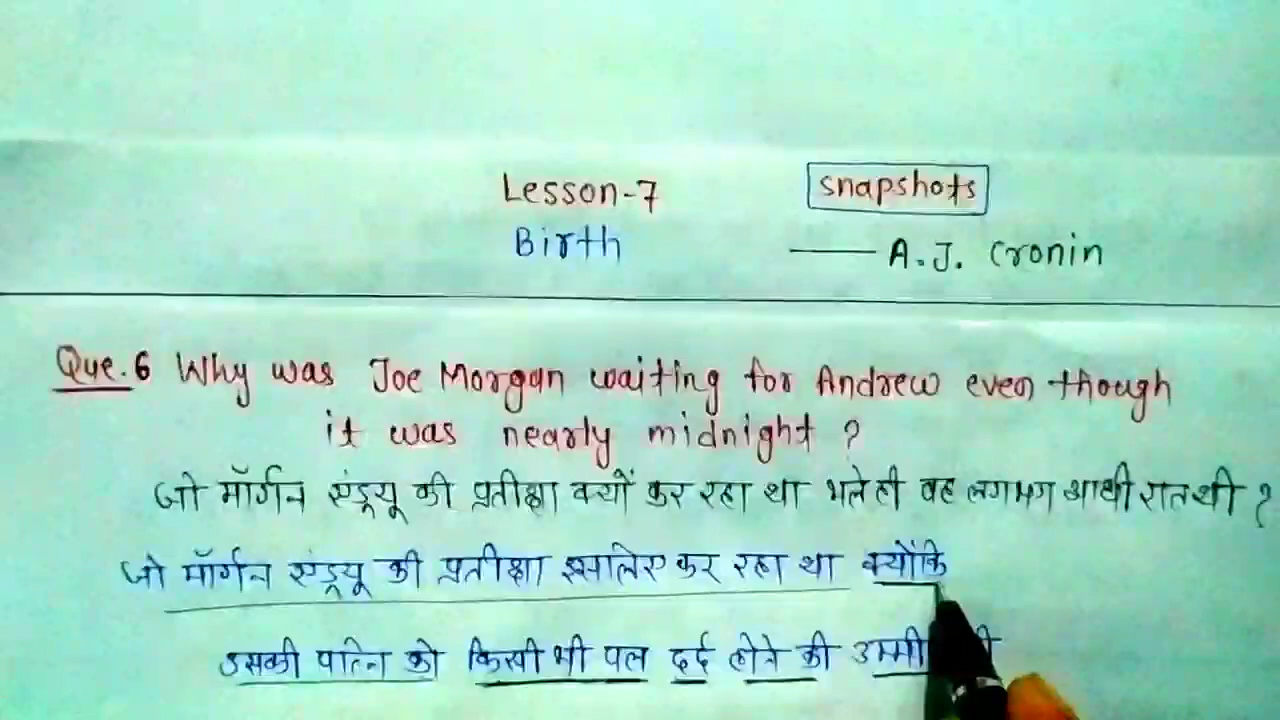 Lesson-7
snapshots
Birth
—— A.J. Cronin
Que.6 Why was Joe Morgan waiting for Andrew even though
it was nearly midnight ?
जो मॉर्गन एंड्रयू की प्रतीक्षा क्यों कर रहा था भले ही वह लगभग आधी रात थी ?
जो मॉर्गन एंड्रयू की प्रतीक्षा इसलिए कर रहा था क्योंकि
उसकी पत्नि को किसी भी पल दर्द होने की